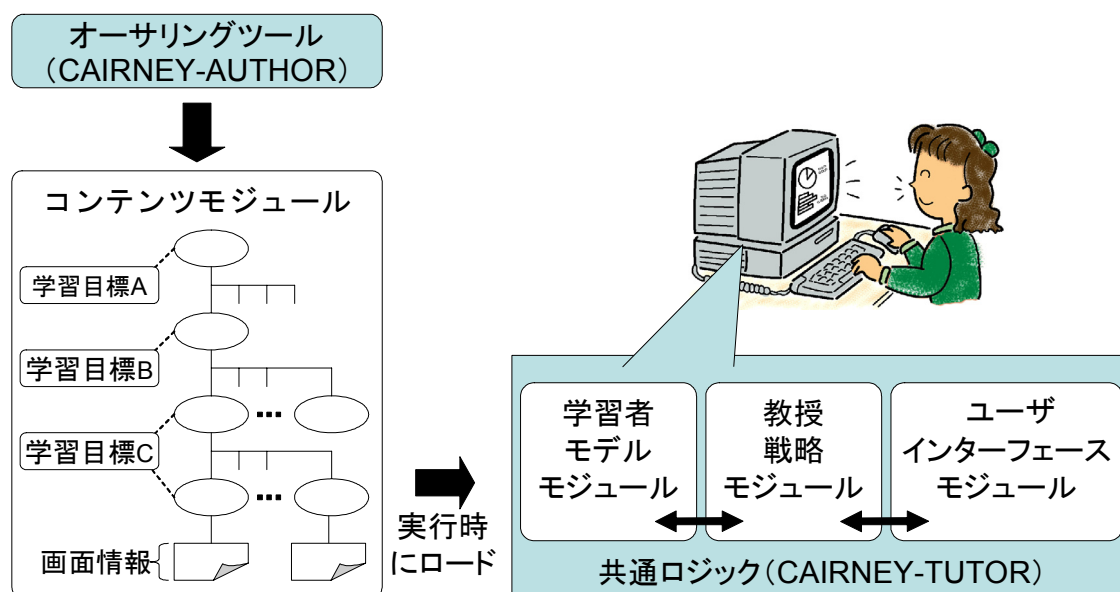 オーサリングツール
（CAIRNEY-AUTHOR）
コンテンツモジュール
学習目標A
学習目標B
学習目標C
画面情報
実行時
にロード
学習者
モデル
モジュール
教授
戦略
モジュール
ユーザ
インターフェース
モジュール
共通ロジック（CAIRNEY-TUTOR）